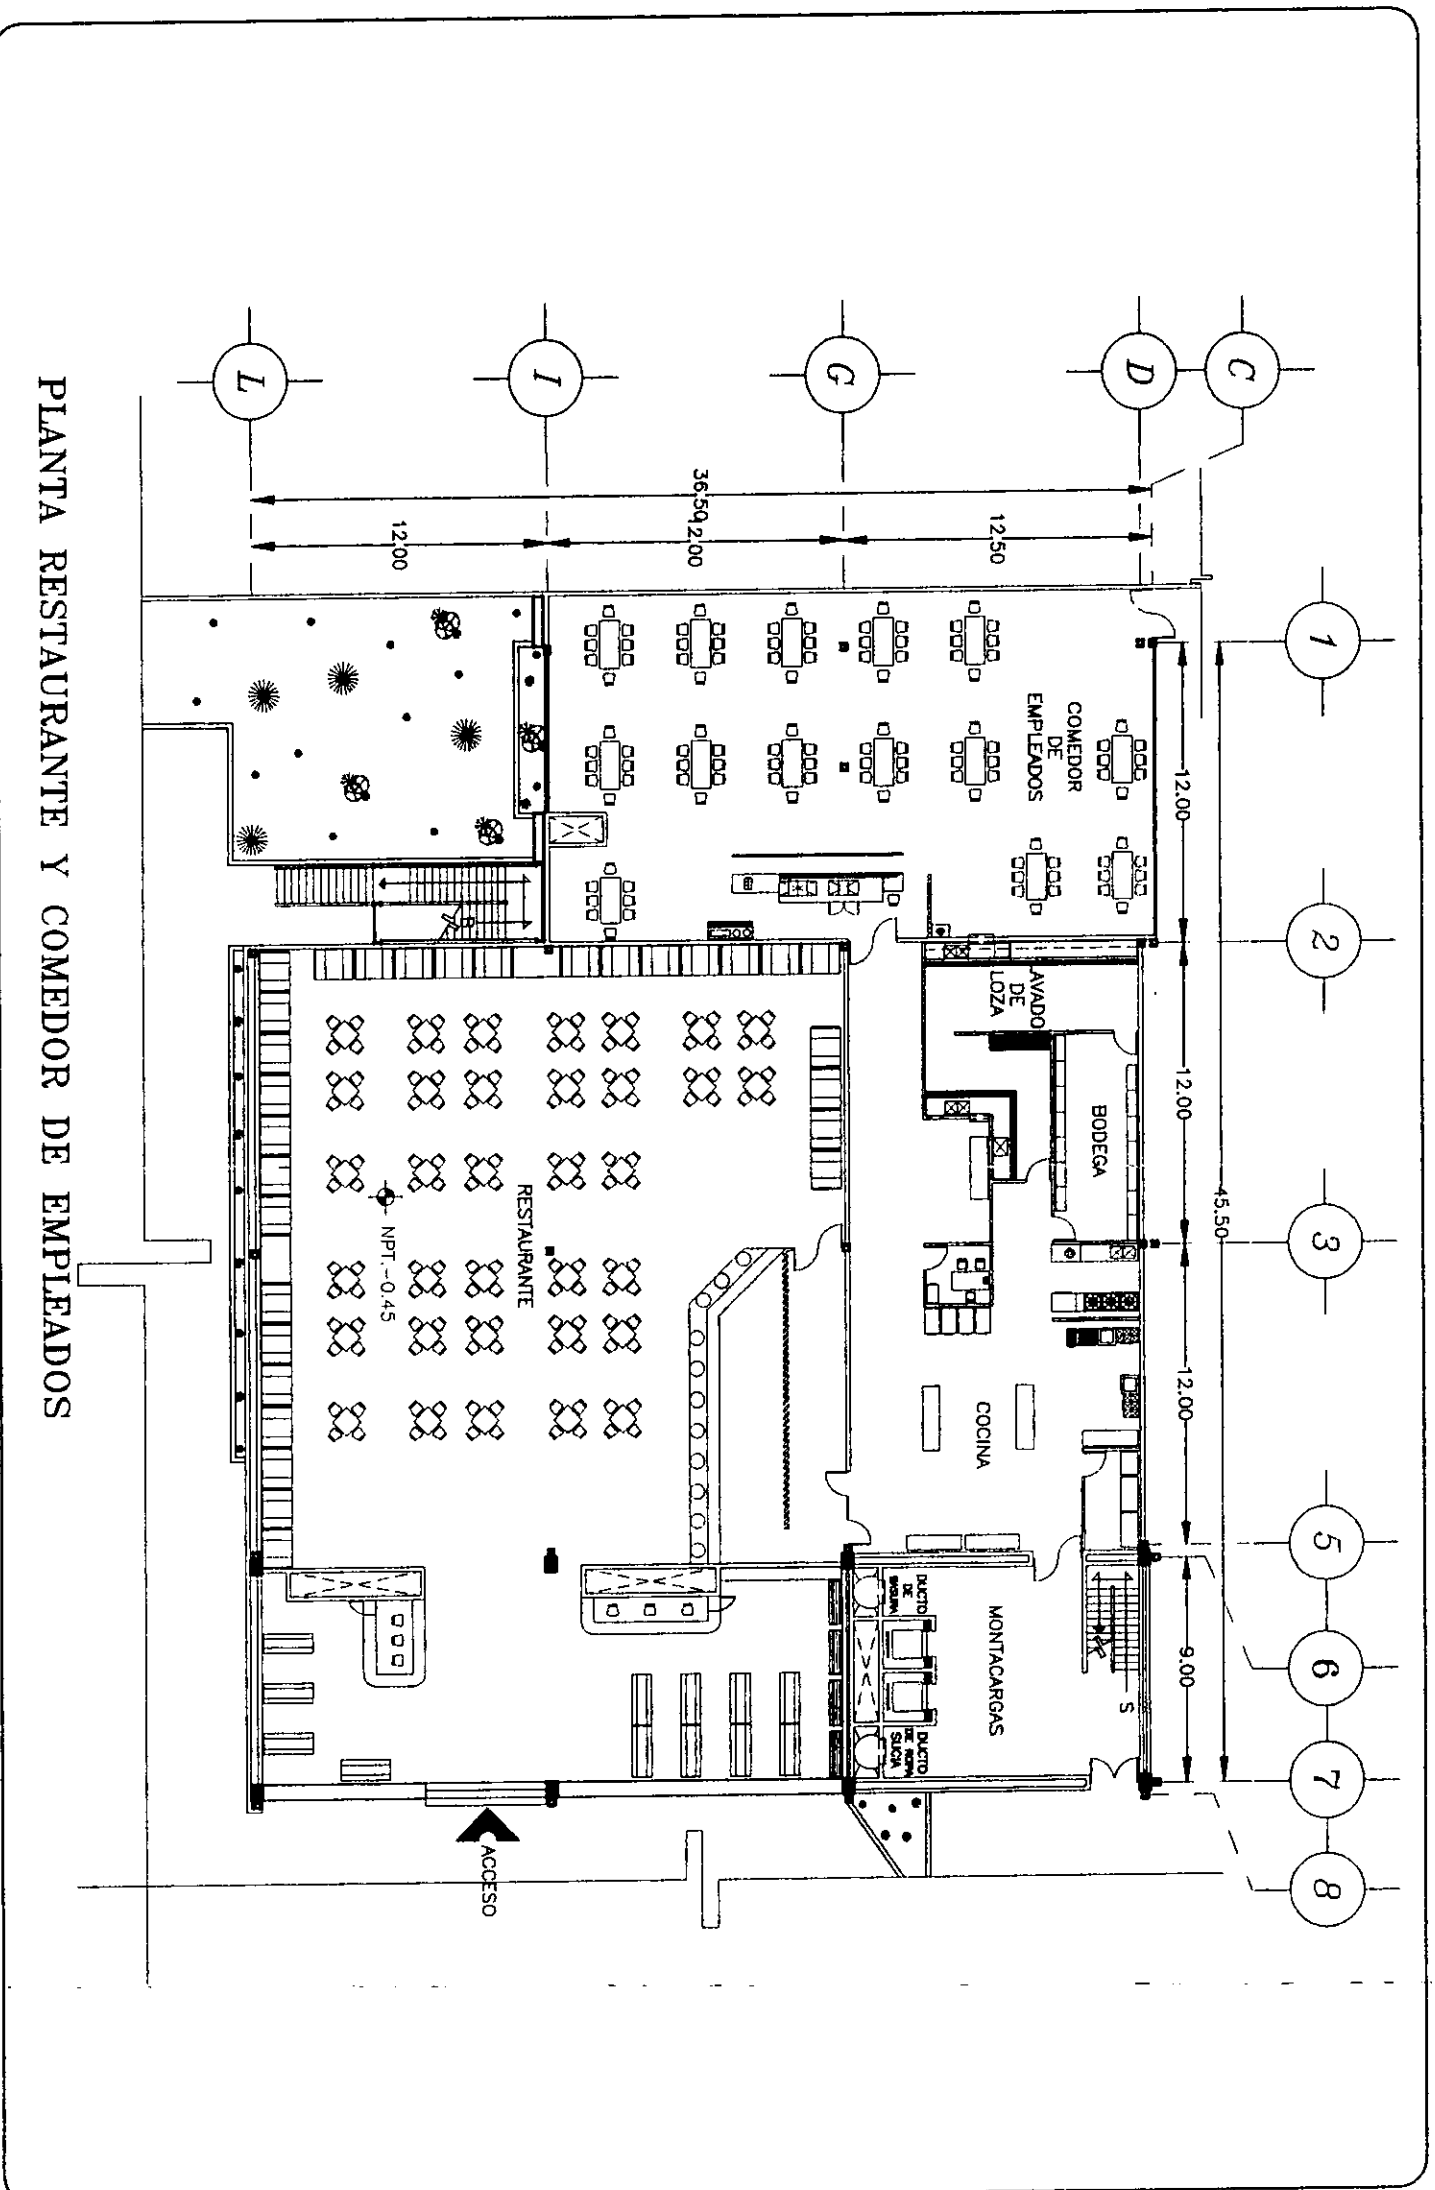 1
2
3
5
6
7
8
45.50
12.00
12.00
12.00
9.00
C
D
G
I
L
36.50
12.50
12.00
12.00
COMEDOR
DE
EMPLEADOS
LAVADO
DE
LOZA
BODEGA
COCINA
MONTACARGAS
S
DUCTO
DE
BASURA
DUCTO
DE ROPA
SUCIA
B
RESTAURANTE
NPT.-0.45
ACCESO
PLANTA RESTAURANTE Y COMEDOR DE EMPLEADOS